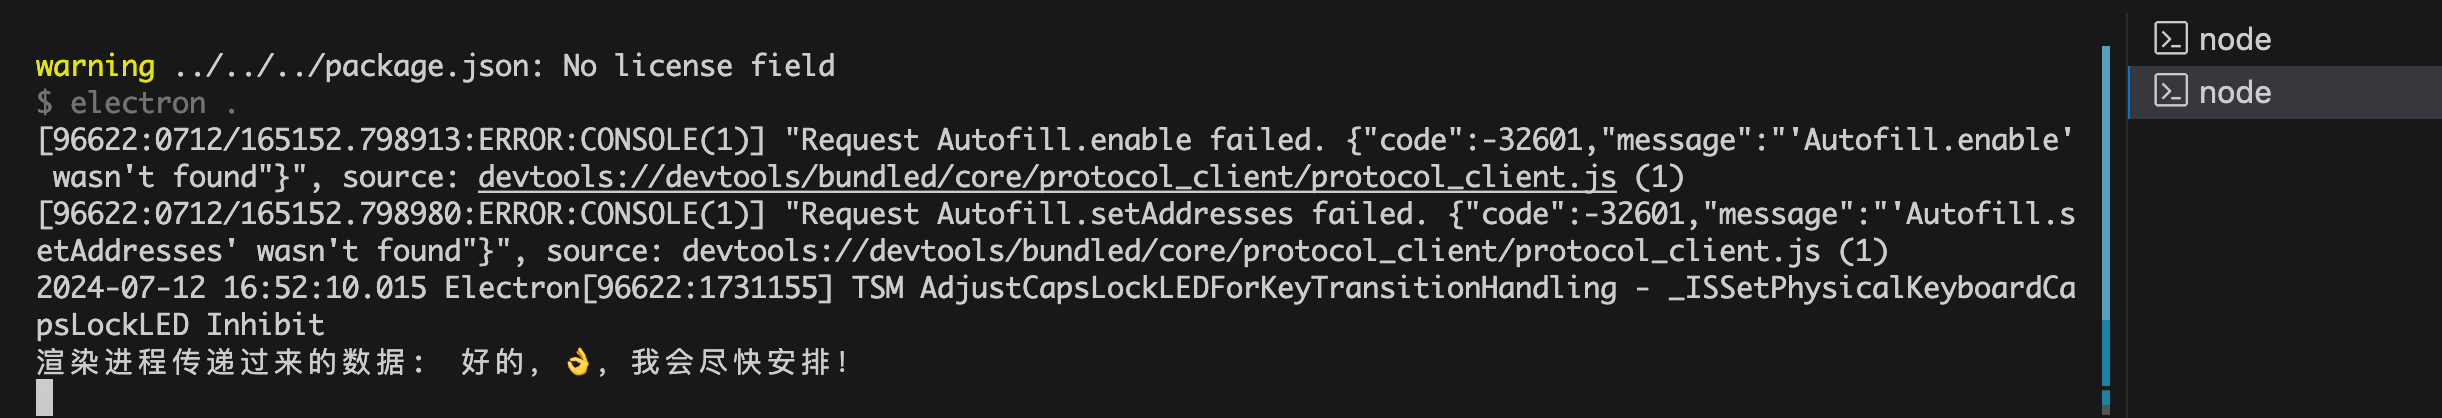 warning ../../../package.json: No license field
$ electron .
[96622:0712/165152.798913:ERROR:CONSOLE(1)] "Request Autofill.enable failed. {"code":-32601,"message":"'Autofill.enable'
 wasn't found"}", source: devtools://devtools/bundled/core/protocol_client/protocol_client.js (1)
[96622:0712/165152.798980:ERROR:CONSOLE(1)] "Request Autofill.setAddresses failed. {"code":-32601,"message":"'Autofill.s
etAddresses' wasn't found"}", source: devtools://devtools/bundled/core/protocol_client/protocol_client.js (1)
2024-07-12 16:52:10.015 Electron[96622:1731155] TSM AdjustCapsLockLEDForKeyTransitionHandling - _ISSetPhysicalKeyboardCa
psLockLED Inhibit
渲染进程传递过来的数据： 好的，👌，我会尽快安排！
node
node